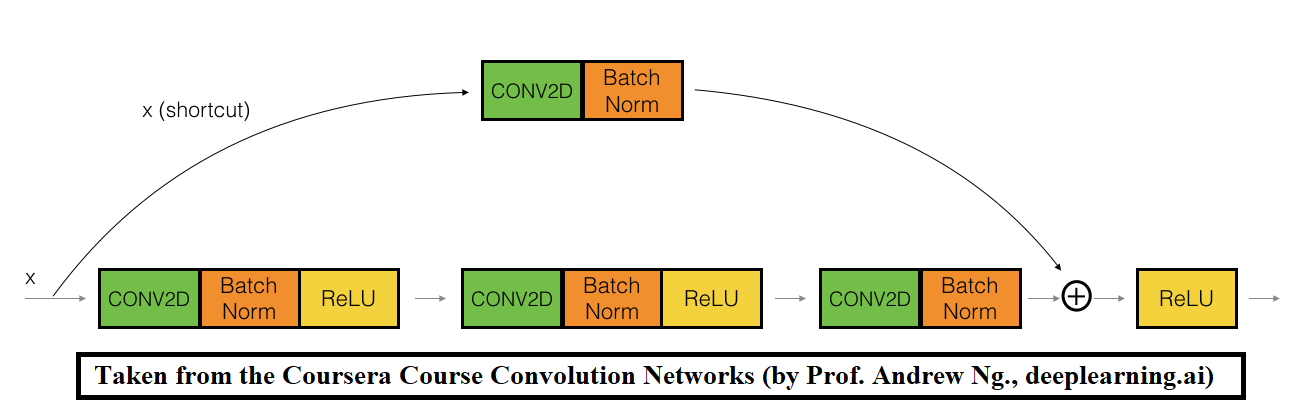 x (shortcut)
CONV2D
Batch
Norm
x
CONV2D
Batch
Norm
ReLU
CONV2D
Batch
Norm
ReLU
CONV2D
Batch
Norm
ReLU
Taken from the Coursera Course Convolution Networks (by Prof. Andrew Ng., deeplearning.ai)